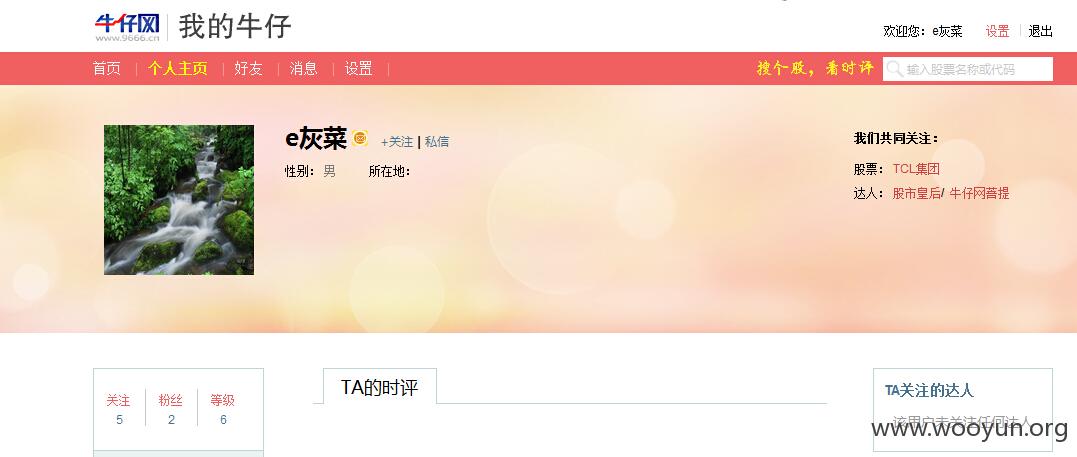 牛仔网 我的牛仔
www.9666.cn
欢迎您：e灰菜 设置 退出
首页 个人主页 好友 消息 设置 搜个股，看时评 输入股票名称或代码
e灰菜 +关注 | 私信
性别：男 所在地：
我们共同关注：
股票： TCL集团
达人： 股市皇后/ 牛仔网菩提
关注 粉丝 等级
5 2 6
TA的时评
TA关注的达人
该用户未关注任何达人
www.wooyun.org